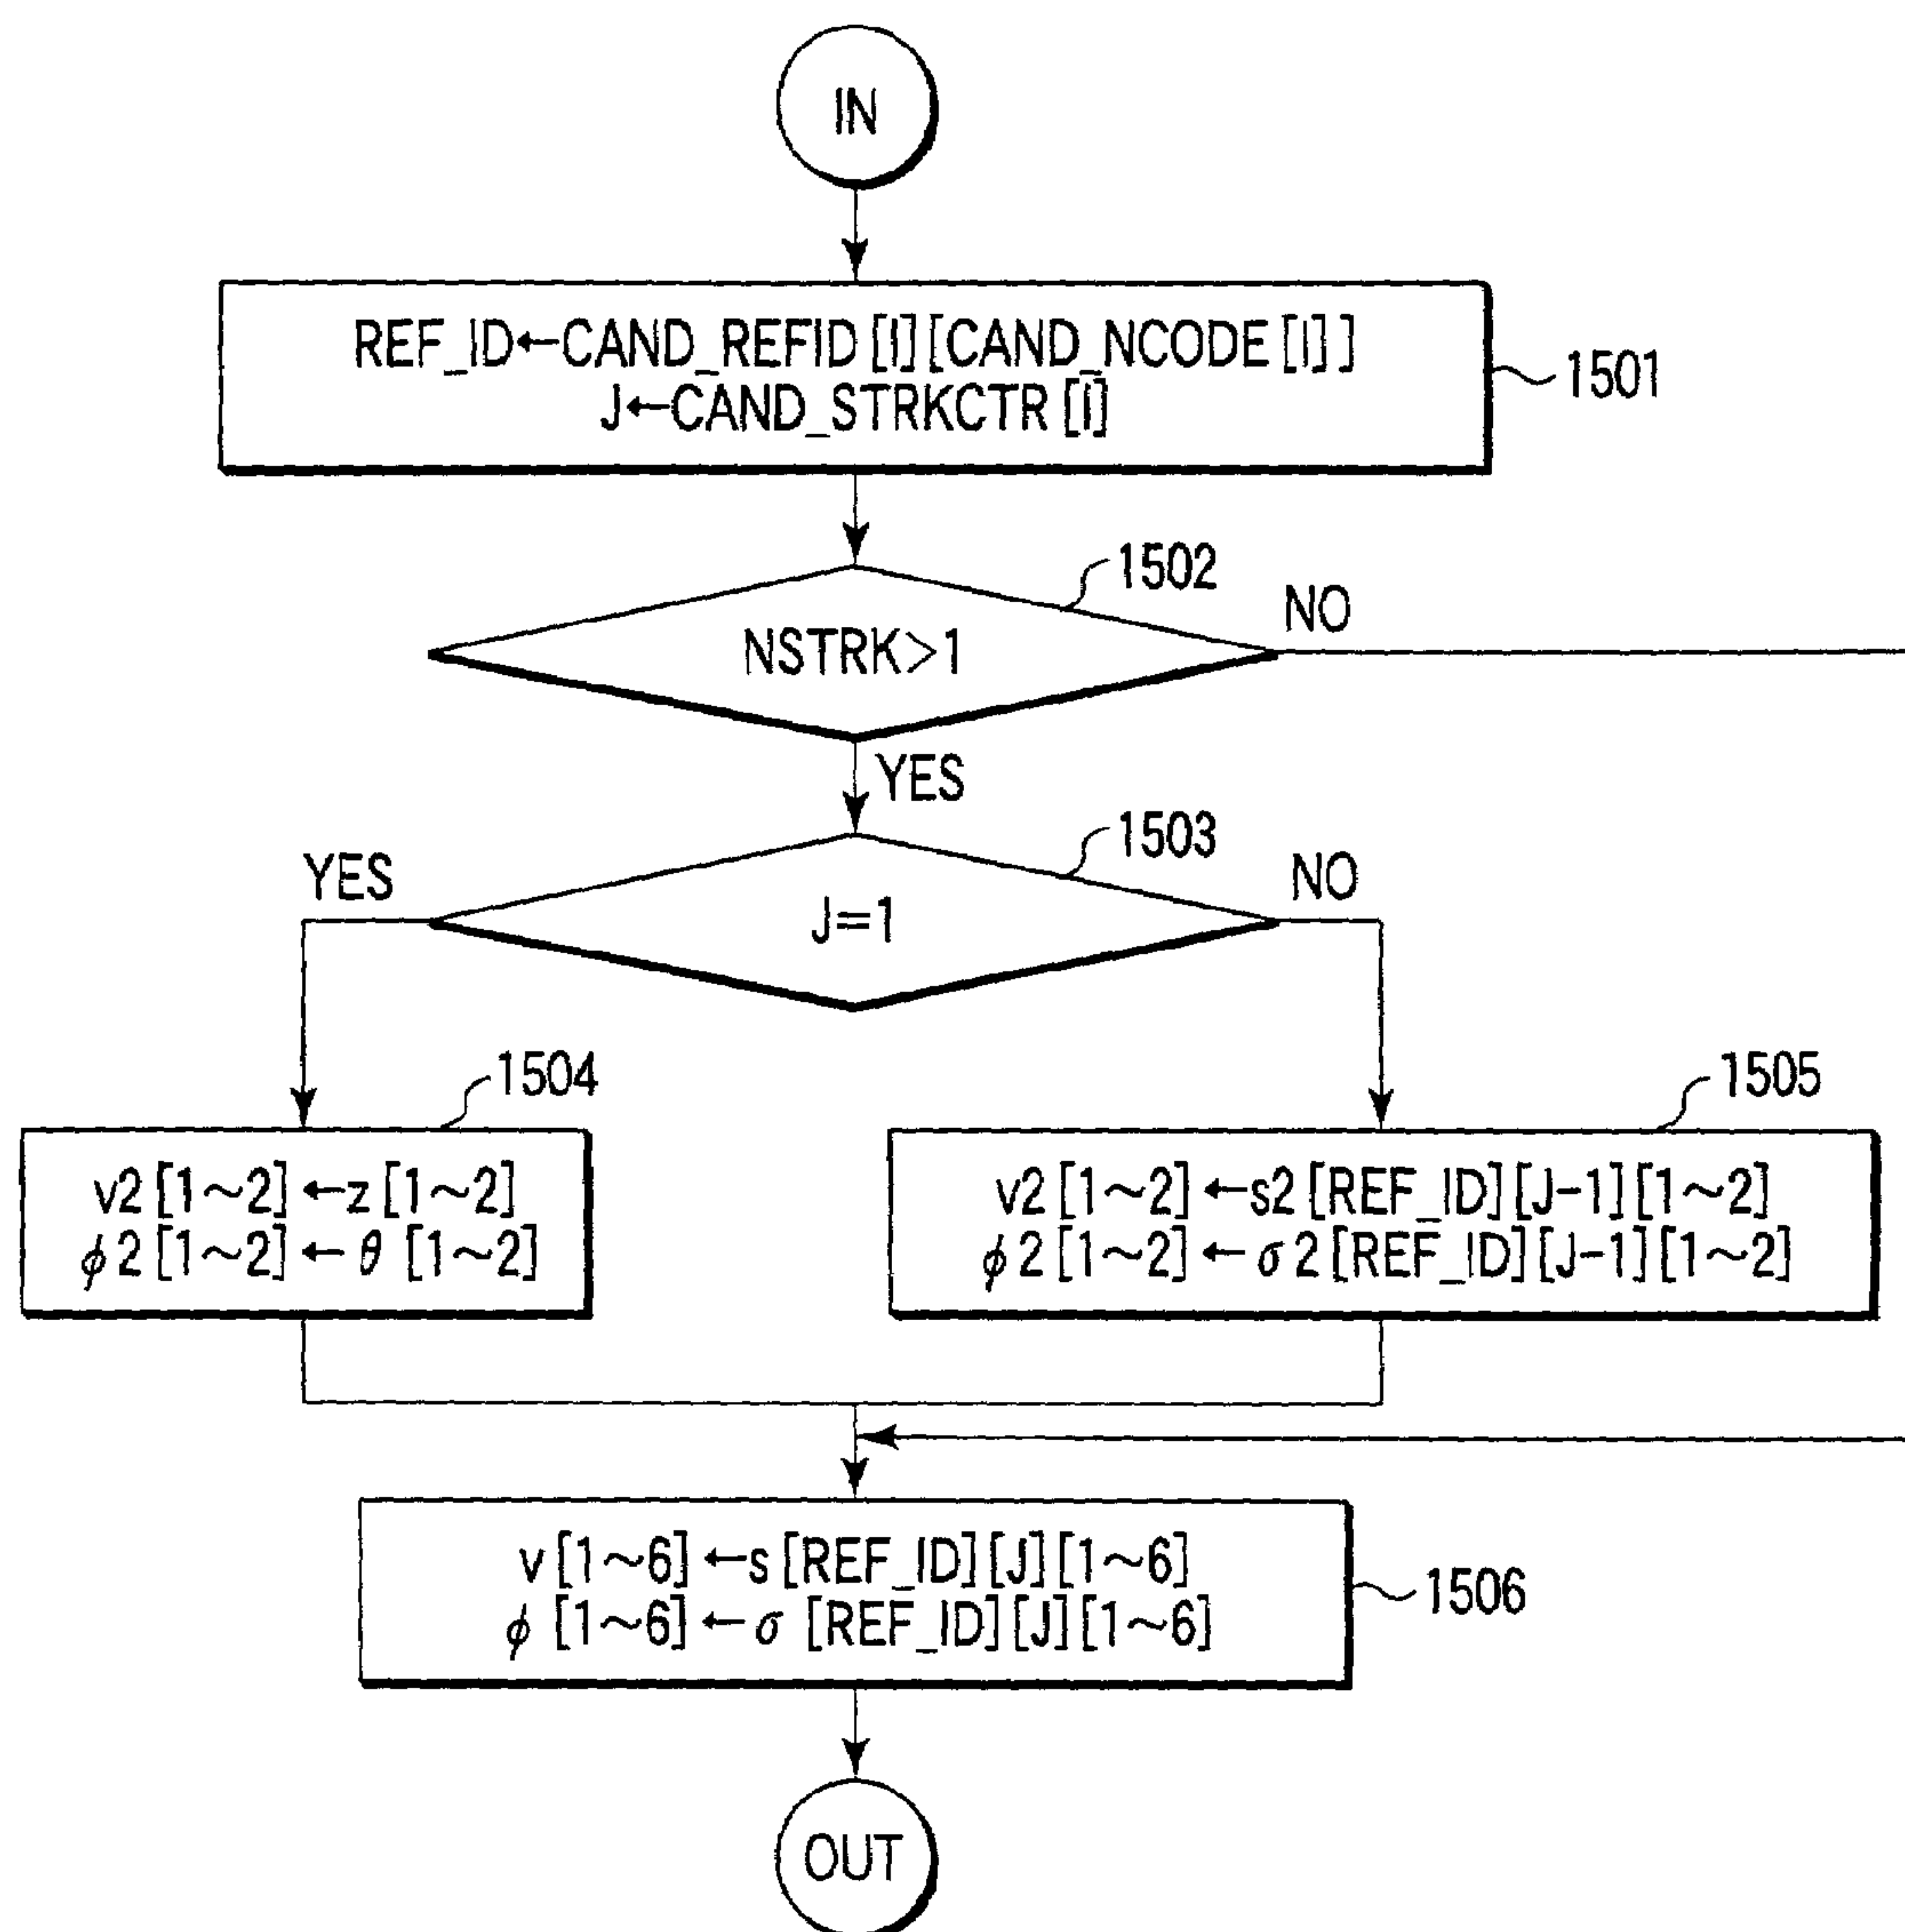 IN
REF_ID←CAND_REFID[I][CAND_NCODE[I]]
J←CAND_STRKCTR[I]
1501
1502
NO
NSTRK>1
YES
1503
YES
NO
J=1
1504
1505
v2[1~2]←z[1~2]
ϕ2[1~2]←θ[1~2]
v2[1~2]←s2[REF_ID][J-1][1~2]
ϕ2[1~2]←σ2[REF_ID][J-1][1~2]
v[1~6]←s[REF_ID][J][1~6]
ϕ[1~6]←σ[REF_ID][J][1~6]
1506
OUT